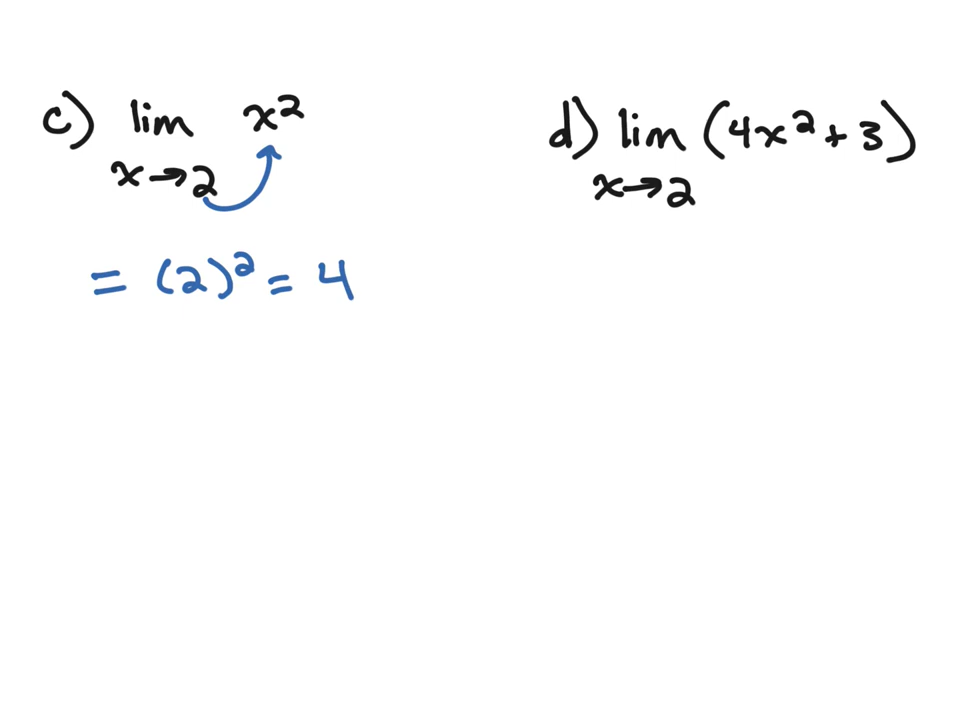 c) lim x²
x→2
= (2)² = 4
d) lim (4x² + 3)
x→2